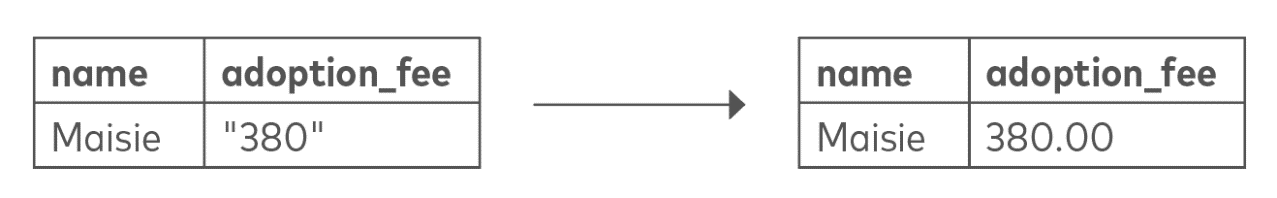 name adoption_fee name adoption_fee
Maisie "380" Maisie 380.00